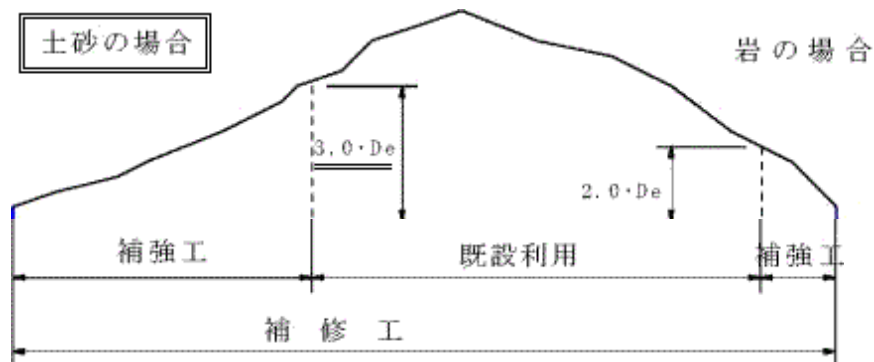 土砂の場合
岩の場合
3.0・De
2.0・De
補強工
既設利用
補強工
補修工